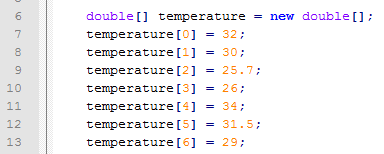 6 double[] temperature = new double[];
7 temperature[0] = 32;
8 temperature[1] = 30;
9 temperature[2] = 25.7;
10 temperature[3] = 26;
11 temperature[4] = 34;
12 temperature[5] = 31.5;
13 temperature[6] = 29;